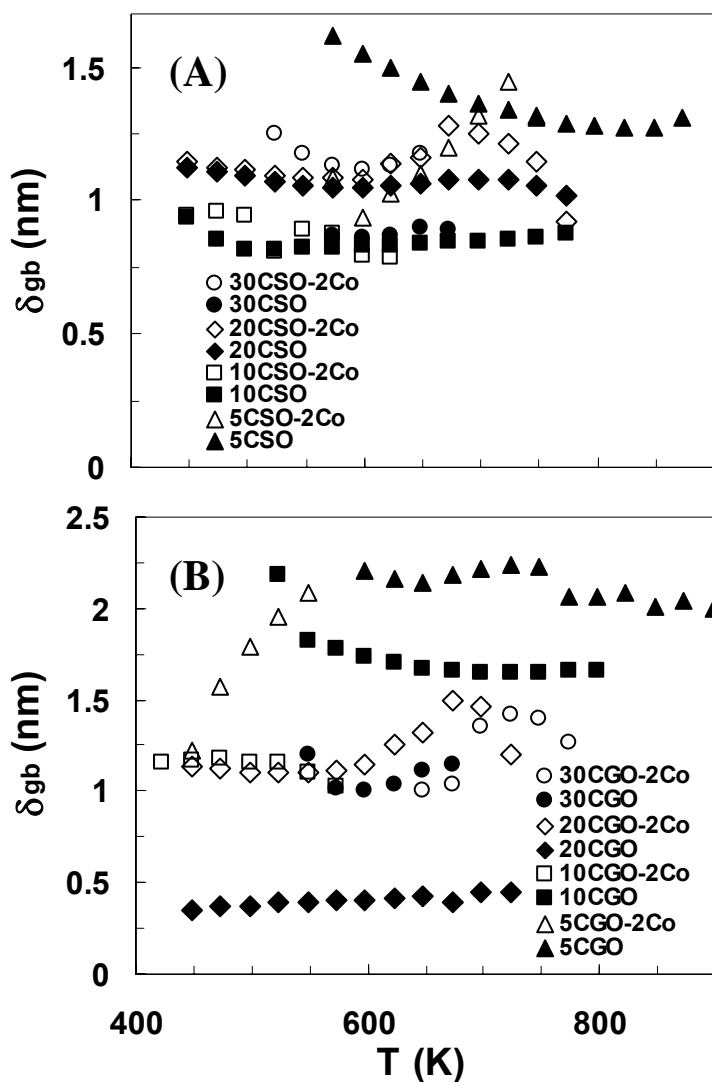 (A)
1.5
1
0.5
0
δgb (nm)
30CSO-2Co
30CSO
20CSO-2Co
20CSO
10CSO-2Co
10CSO
5CSO-2Co
5CSO
(B)
2.5
2
1.5
1
0.5
0
δgb (nm)
30CGO-2Co
30CGO
20CGO-2Co
20CGO
10CGO-2Co
10CGO
5CGO-2Co
5CGO
400 600 800
T (K)